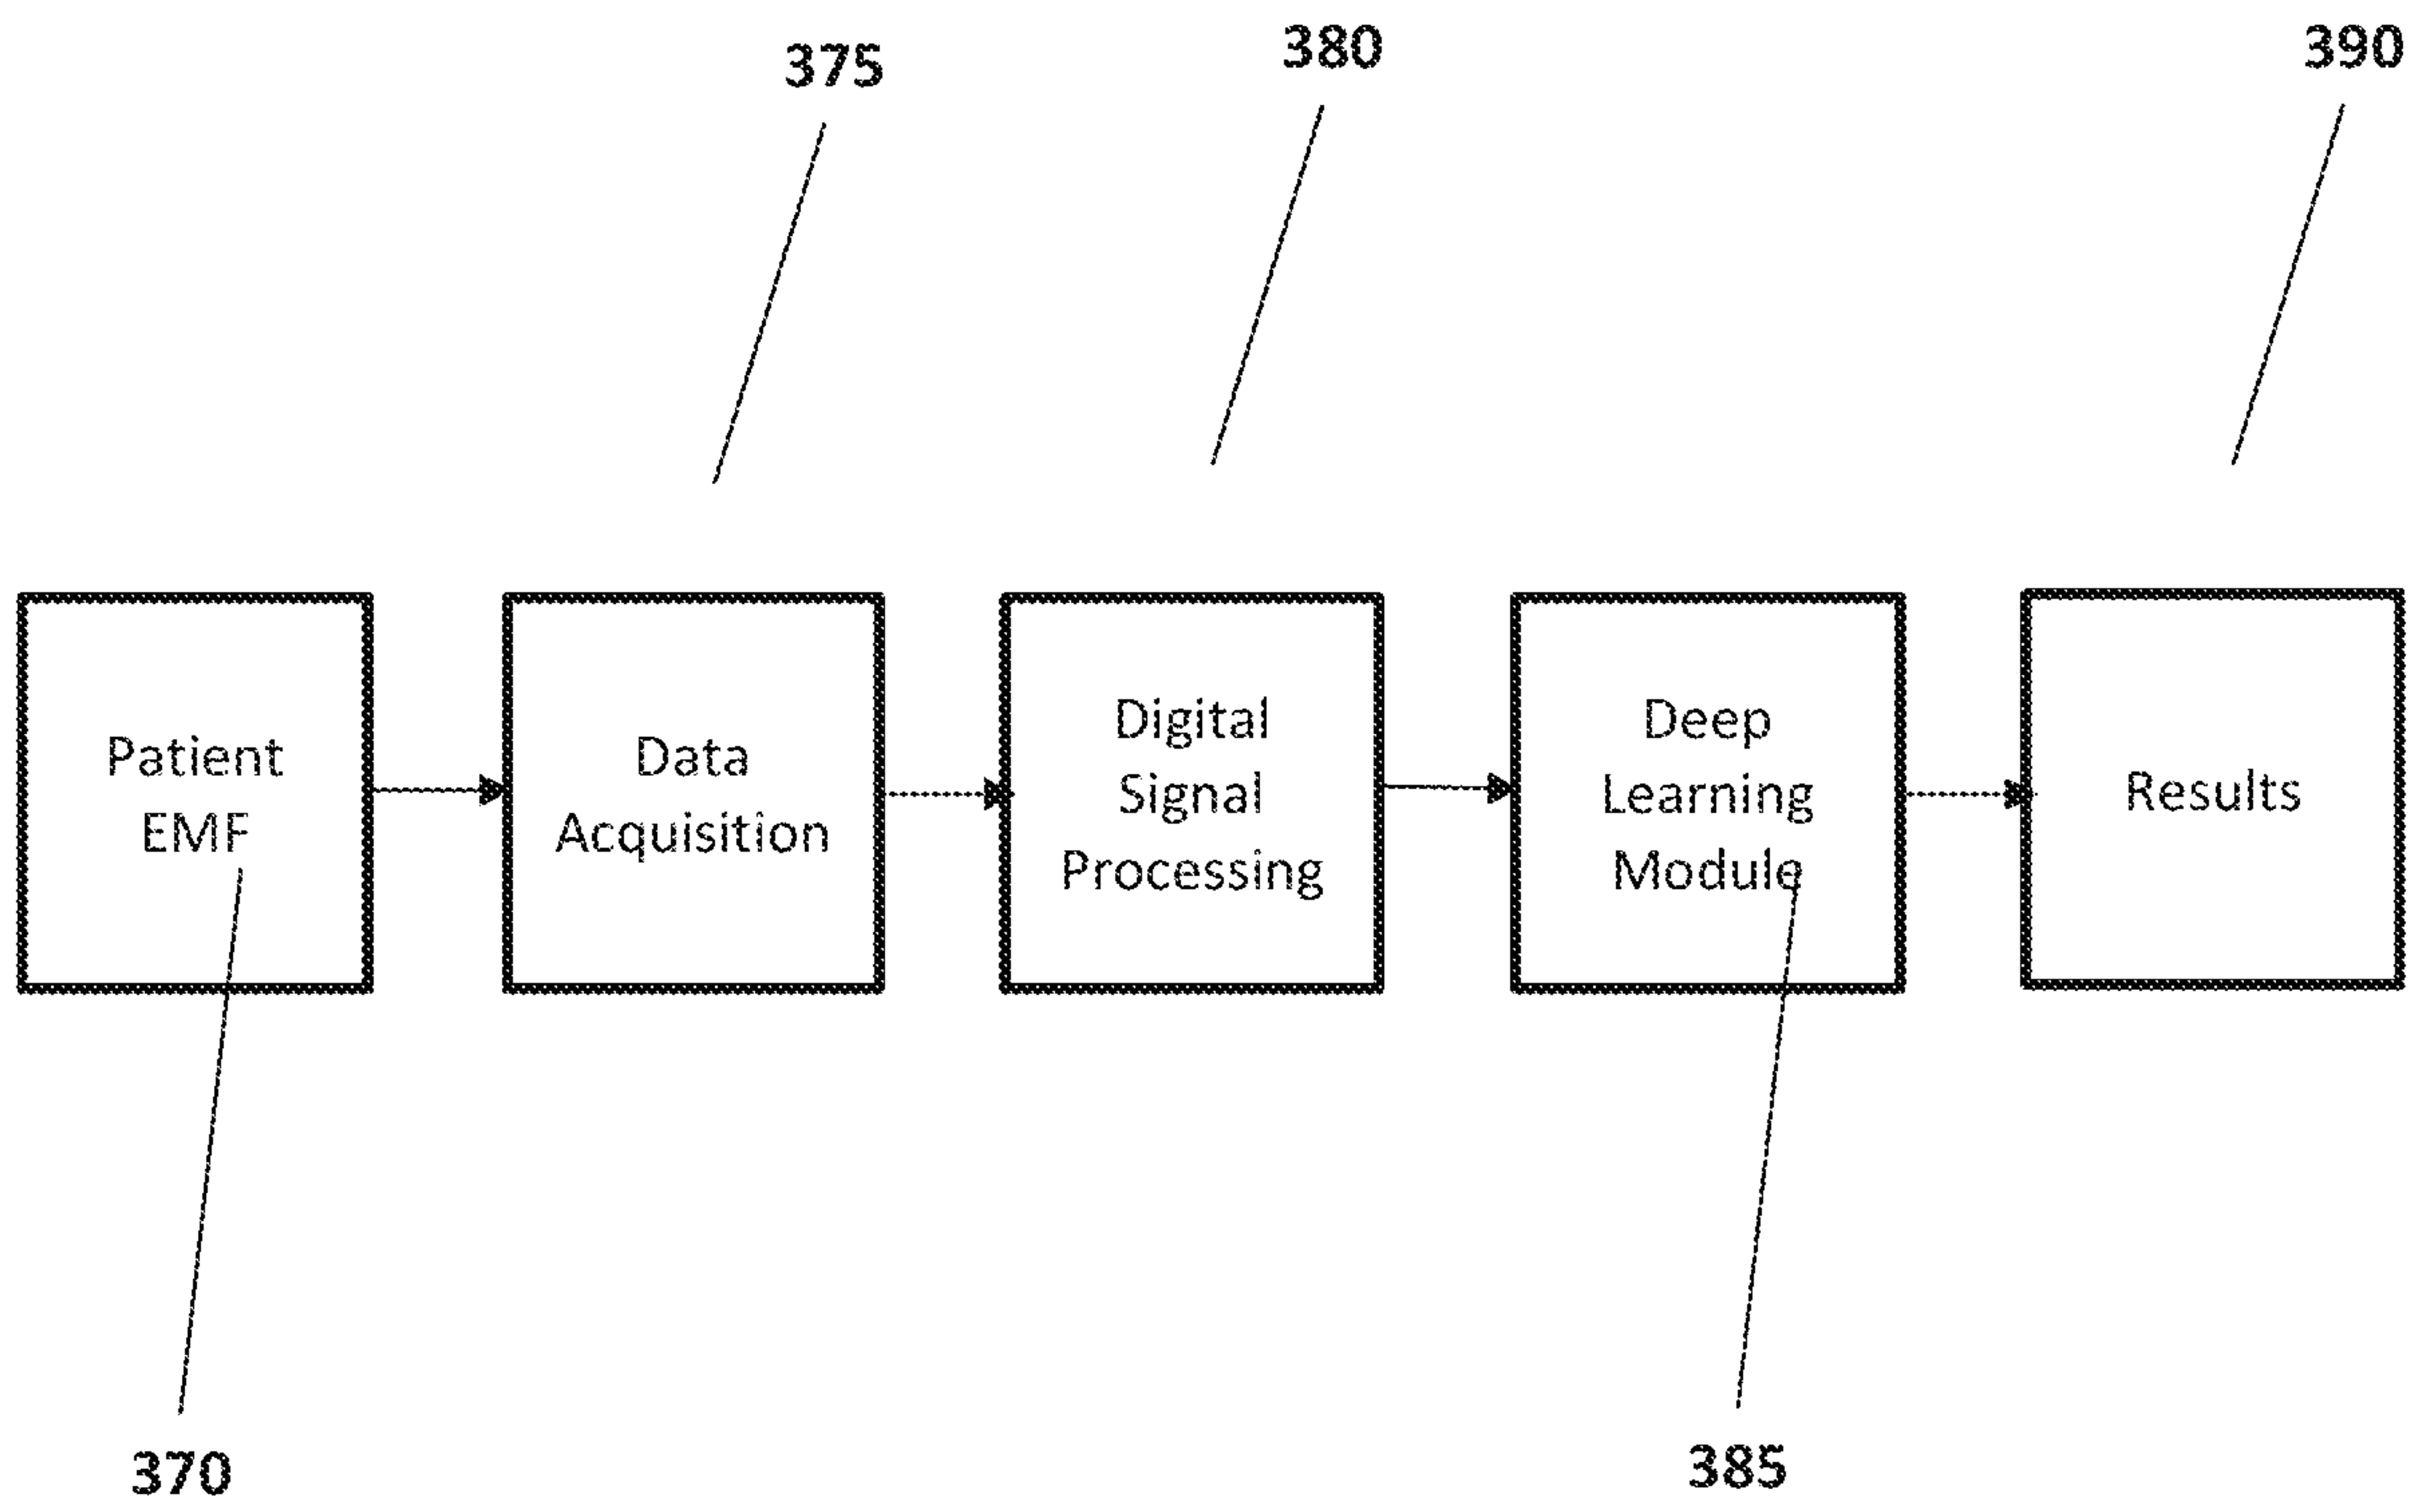 375
380
390
Patient
EMF
Data
Acquisition
Digital
Signal
Processing
Deep
Learning
Module
Results
370
385